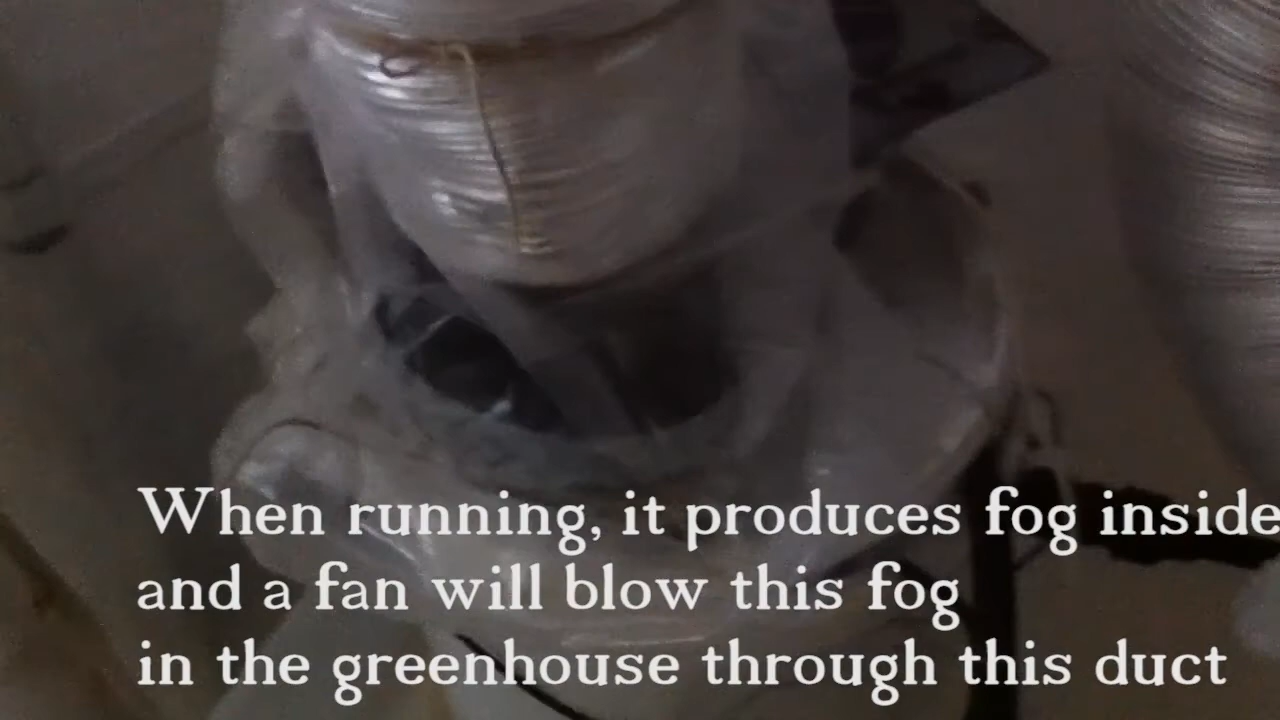 When running, it produces fog inside
and a fan will blow this fog
in the greenhouse through this duct